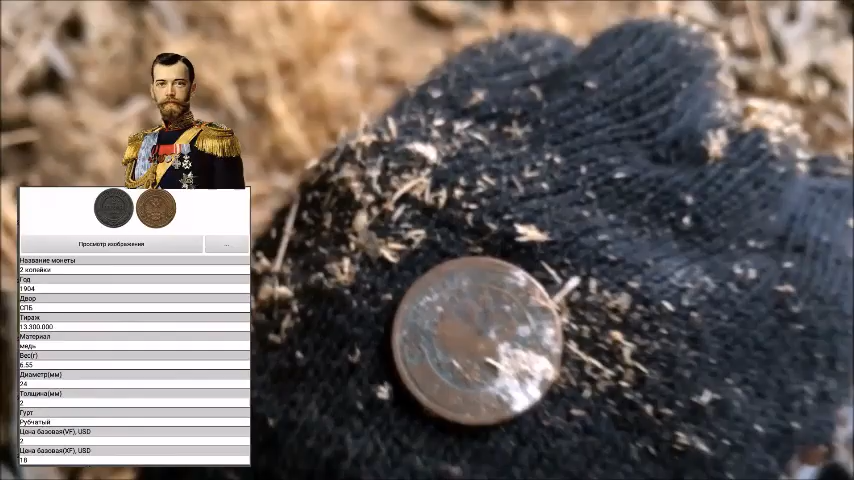 Просмотр изображения
...
Название монеты
2 копейки
Год
1904
Двор
СПБ
Тираж
13.300.000
Материал
медь
Вес(г)
6.55
Диаметр(мм)
24
Толщина(мм)
2
Гурт
Рубчатый
Цена базовая(VF), USD
2
Цена базовая(XF), USD
18